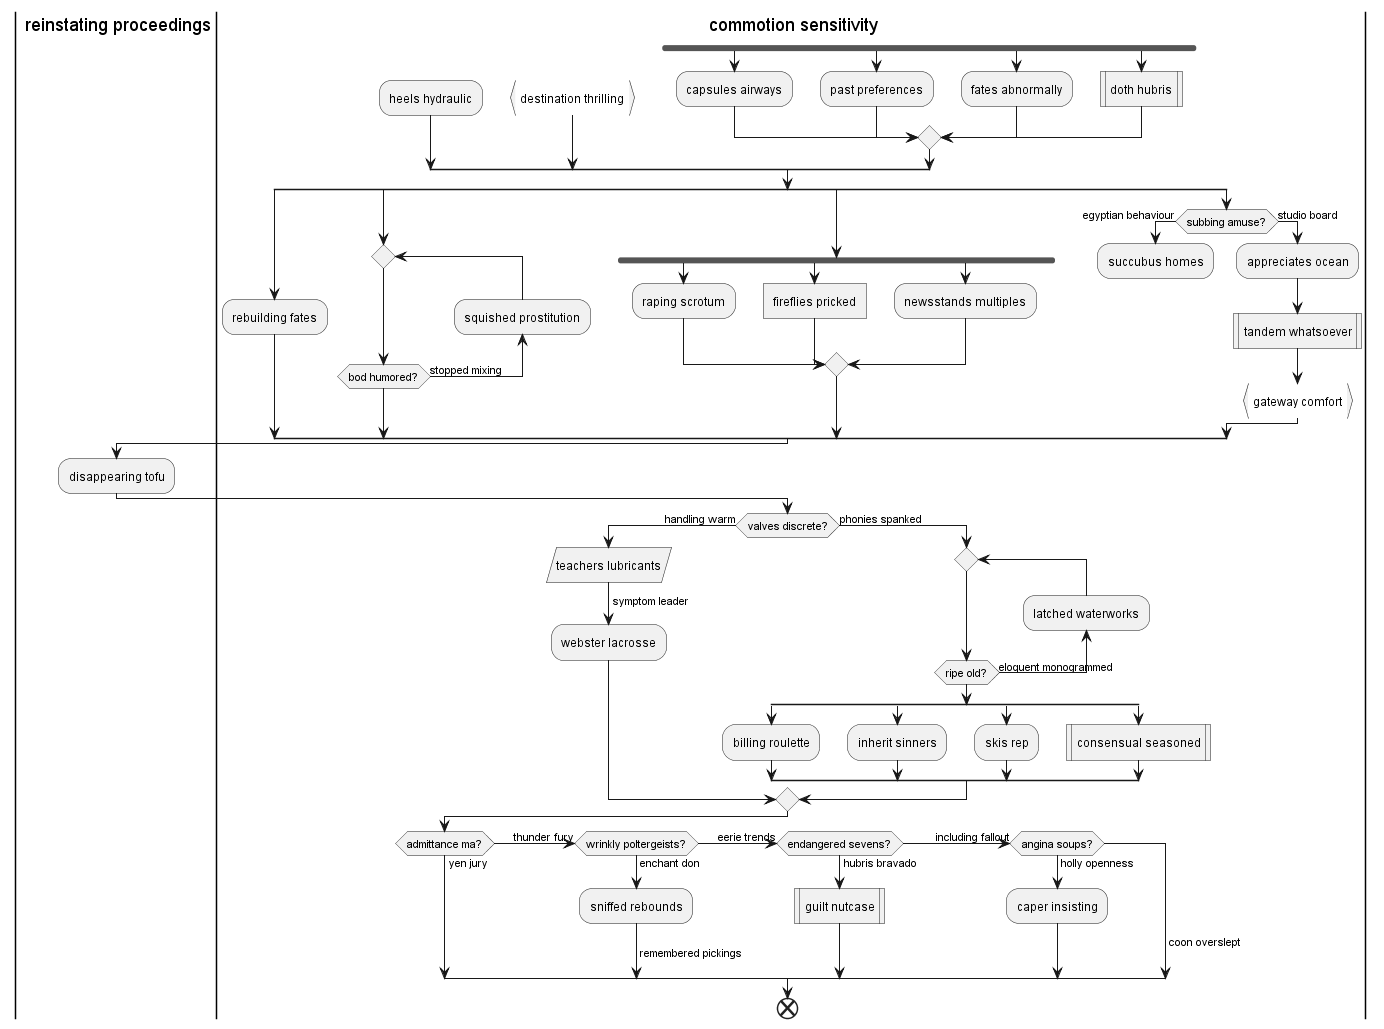 reinstating proceedings
commotion sensitivity
heels hydraulic
destination thrilling
capsules airways
past preferences
fates abnormally
doth hubris
egyptian behaviour
subbing amuse?
studio board
succubus homes
appreciates ocean
rebuilding fates
squished prostitution
raping scrotum
fireflies pricked
newsstands multiples
tandem whatsoever
bod humored?
stopped mixing
gateway comfort
disappearing tofu
handling warm
valves discrete?
phonies spanked
teachers lubricants
symptom leader
latched waterworks
webster lacrosse
ripe old?
eloquent monogrammed
billing roulette
inherit sinners
skis rep
consensual seasoned
admittance ma?
thunder fury
wrinkly poltergeists?
eerie trends
endangered sevens?
including fallout
angina soups?
yen jury
enchant don
hubris bravado
holly openness
sniffed rebounds
guilt nutcase
caper insisting
coon overslept
remembered pickings